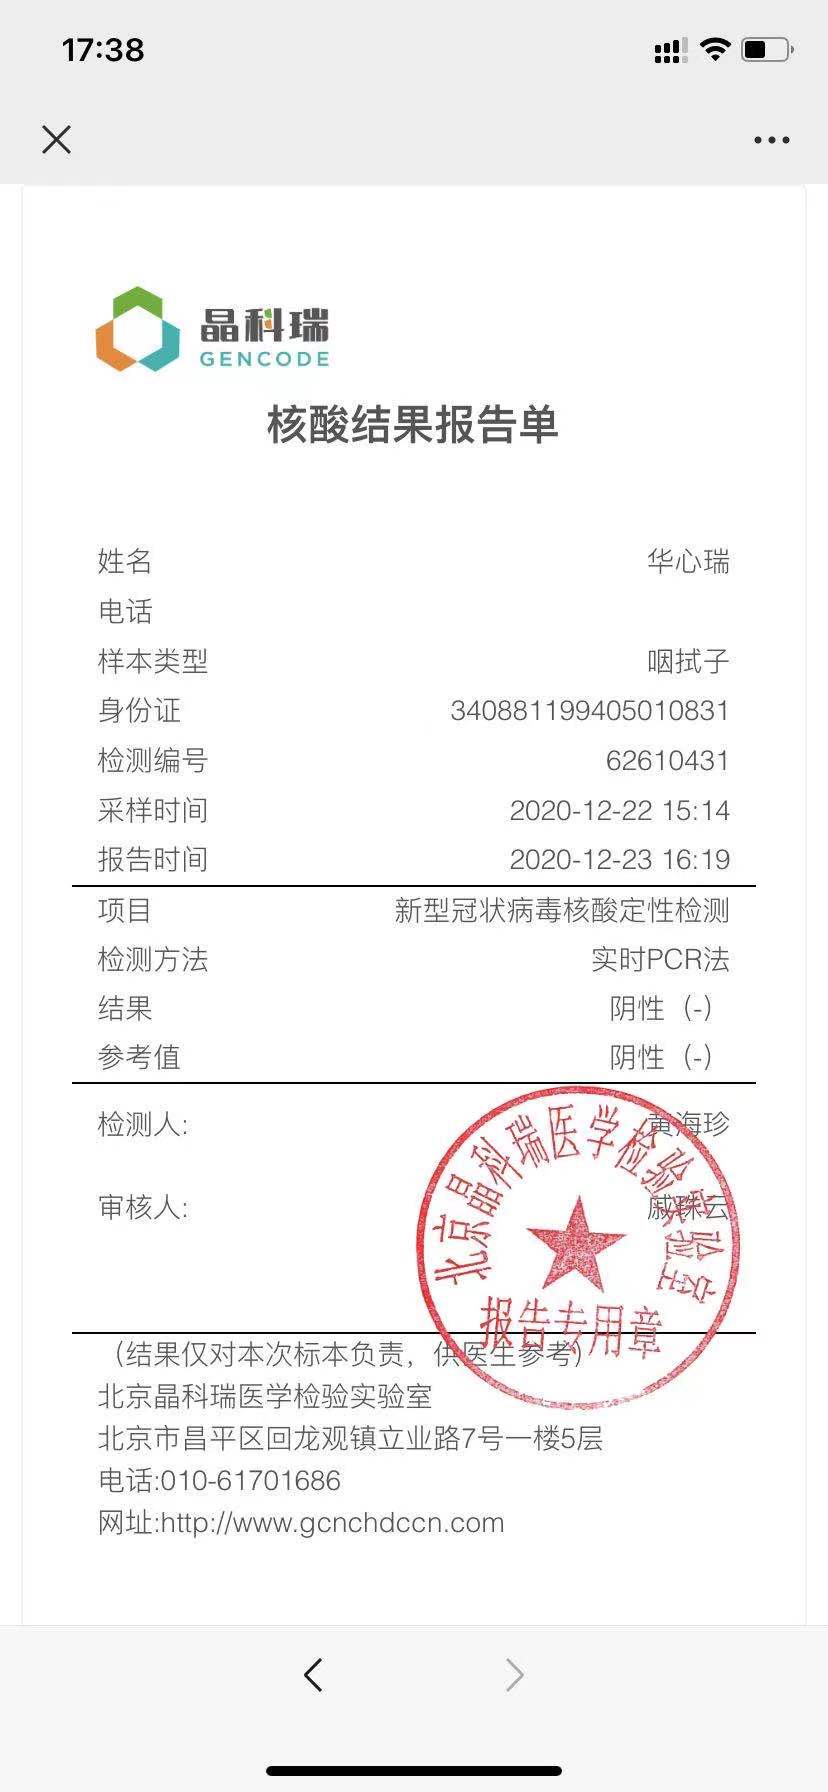 17:38
晶科瑞
GENCODE
核酸结果报告单
姓名 华心瑞
电话
样本类型 咽拭子
身份证 340881199405010831
检测编号 62610431
采样时间 2020-12-22 15:14
报告时间 2020-12-23 16:19
项目 新型冠状病毒核酸定性检测
检测方法 实时PCR法
结果 阴性（-）
参考值 阴性（-）
检测人: 黄海珍
审核人: 戚珠云
北京晶科瑞医学检验实验室
报告专用章
（结果仅对本次标本负责，供医生参考）
北京晶科瑞医学检验实验室
北京市昌平区回龙观镇立业路7号一楼5层
电话:010-61701686
网址:http://www.gcnchdccn.com